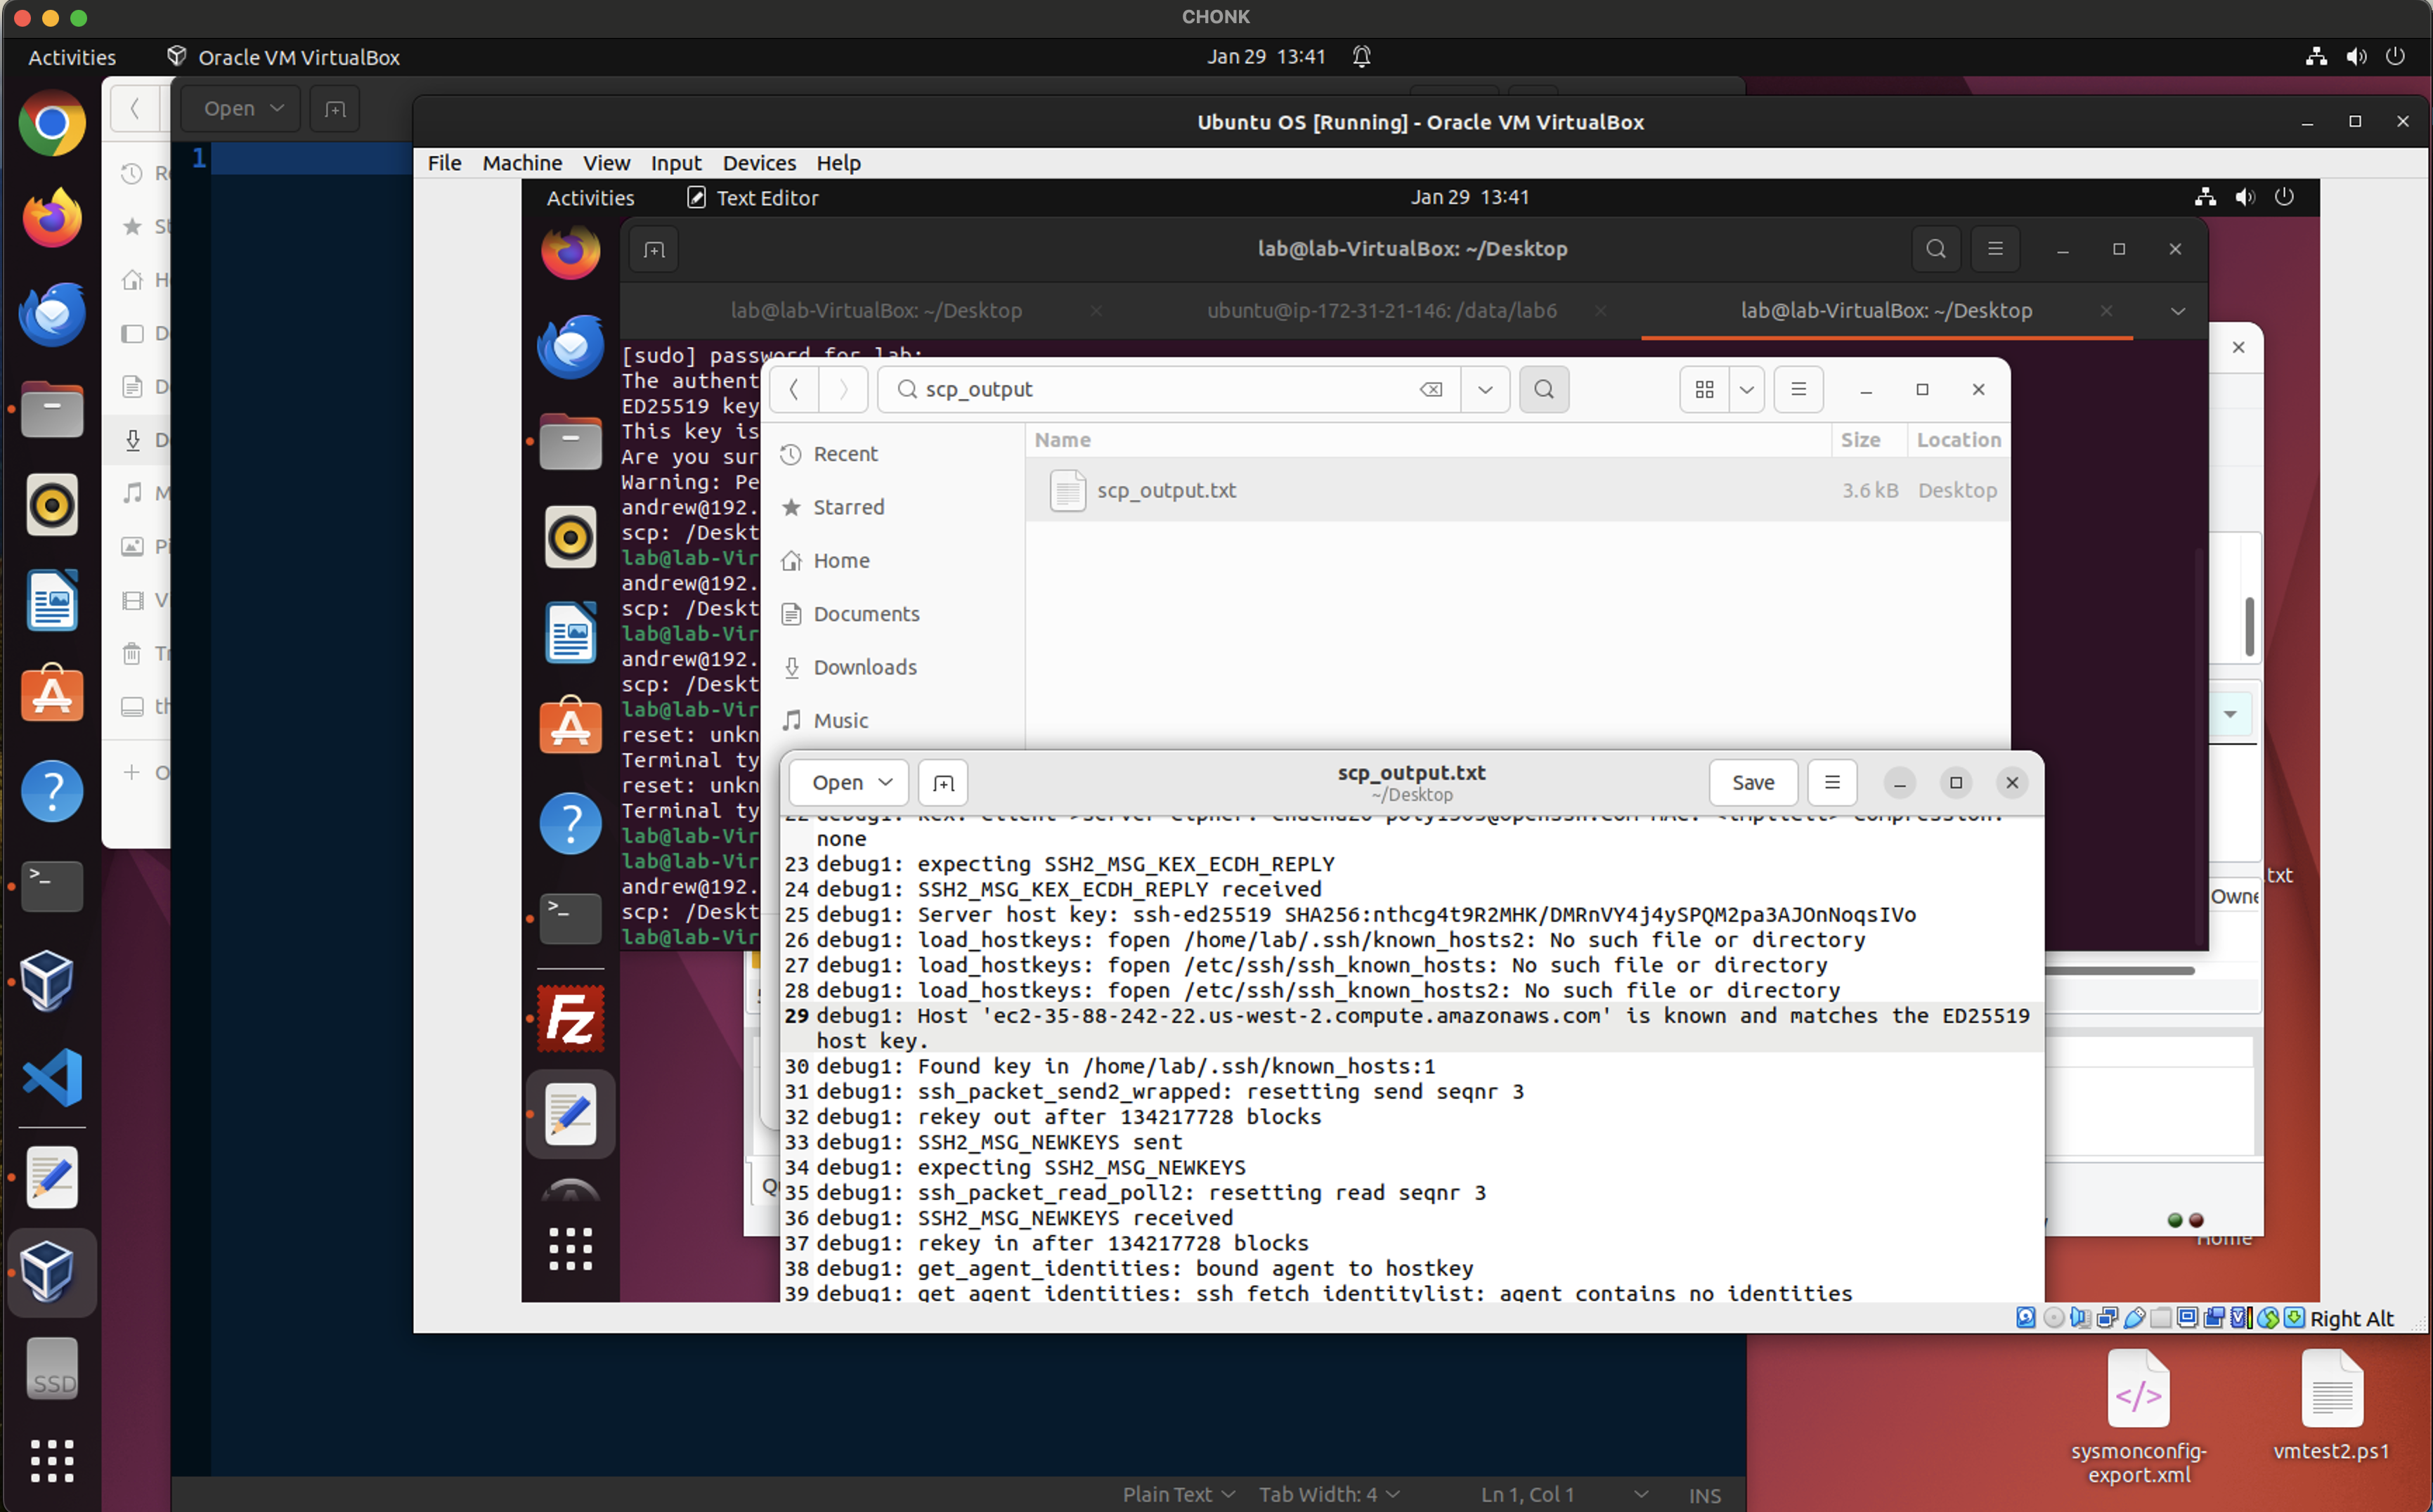 CHONK
Activities Oracle VM VirtualBox Jan 29 13:41
Open
1
Ubuntu OS [Running] - Oracle VM VirtualBox
File Machine View Input Devices Help
Activities Text Editor Jan 29 13:41
lab@lab-VirtualBox: ~/Desktop
lab@lab-VirtualBox: ~/Desktop ubuntu@ip-172-31-21-146: /data/lab6 lab@lab-VirtualBox: ~/Desktop
[sudo] password for lab:
The authent
ED25519 key
This key is
Are you sur
Warning: Pe
andrew@192.
scp: /Deskt
lab@lab-Vir
andrew@192.
scp: /Deskt
lab@lab-Vir
andrew@192.
scp: /Deskt
lab@lab-Vir
reset: unkn
Terminal ty
reset: unkn
Terminal ty
lab@lab-Vir
lab@lab-Vir
andrew@192.
scp: /Deskt
lab@lab-Vir
scp_output
Name Size Location
scp_output.txt 3.6 kB Desktop
Recent
Starred
Home
Documents
Downloads
Music
Open scp_output.txt Save
~/Desktop
none
23 debug1: expecting SSH2_MSG_KEX_ECDH_REPLY
24 debug1: SSH2_MSG_KEX_ECDH_REPLY received
25 debug1: Server host key: ssh-ed25519 SHA256:nthcg4t9R2MHK/DMRnVY4j4ySPQM2pa3AJOnNoqsIVo
26 debug1: load_hostkeys: fopen /home/lab/.ssh/known_hosts2: No such file or directory
27 debug1: load_hostkeys: fopen /etc/ssh/ssh_known_hosts: No such file or directory
28 debug1: load_hostkeys: fopen /etc/ssh/ssh_known_hosts2: No such file or directory
29 debug1: Host 'ec2-35-88-242-22.us-west-2.compute.amazonaws.com' is known and matches the ED25519
host key.
30 debug1: Found key in /home/lab/.ssh/known_hosts:1
31 debug1: ssh_packet_send2_wrapped: resetting send seqnr 3
32 debug1: rekey out after 134217728 blocks
33 debug1: SSH2_MSG_NEWKEYS sent
34 debug1: expecting SSH2_MSG_NEWKEYS
35 debug1: ssh_packet_read_poll2: resetting read seqnr 3
36 debug1: SSH2_MSG_NEWKEYS received
37 debug1: rekey in after 134217728 blocks
38 debug1: get_agent_identities: bound agent to hostkey
39 debug1: get_agent_identities: ssh_fetch_identitylist: agent contains no identities
.txt
Owne
Home
Right Alt
SSD
sysmonconfig-
export.xml
vmtest2.ps1
Plain Text Tab Width: 4 Ln 1, Col 1 INS